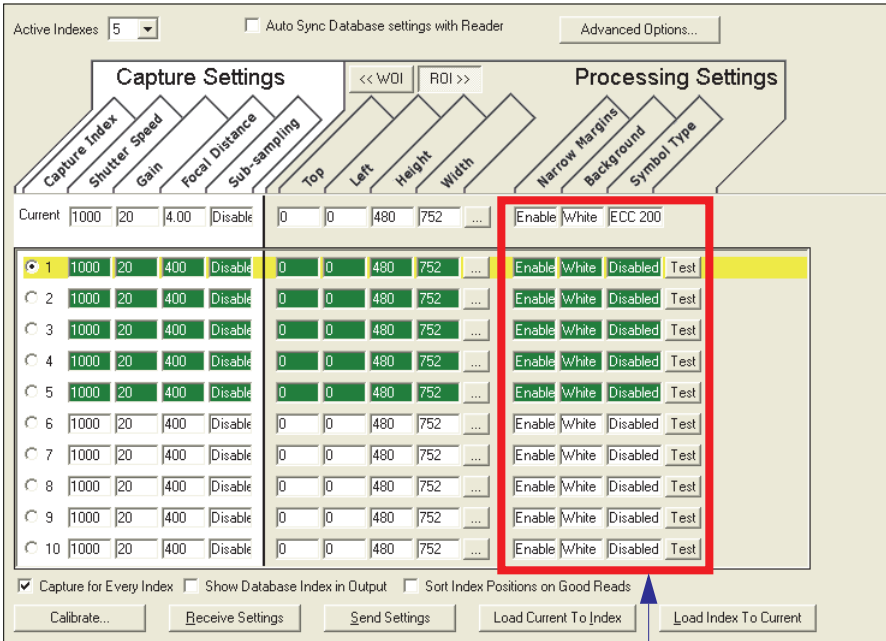 Active Indexes 5 Auto Sync Database settings with Reader Advanced Options...
Capture Settings << WOI ROI >> Processing Settings
Capture Index Shutter Speed Gain Focal Distance Sub-sampling Top Left Height Width Narrow Margins Background Symbol Type
Current 1000 20 4.00 Disable 0 0 480 752 ... Enable White ECC 200
1 1000 20 400 Disable 0 0 480 752 ... Enable White Disabled Test
2 1000 20 400 Disable 0 0 480 752 ... Enable White Disabled Test
3 1000 20 400 Disable 0 0 480 752 ... Enable White Disabled Test
4 1000 20 400 Disable 0 0 480 752 ... Enable White Disabled Test
5 1000 20 400 Disable 0 0 480 752 ... Enable White Disabled Test
6 1000 20 400 Disable 0 0 480 752 ... Enable White Disabled Test
7 1000 20 400 Disable 0 0 480 752 ... Enable White Disabled Test
8 1000 20 400 Disable 0 0 480 752 ... Enable White Disabled Test
9 1000 20 400 Disable 0 0 480 752 ... Enable White Disabled Test
10 1000 20 400 Disable 0 0 480 752 ... Enable White Disabled Test
Capture for Every Index Show Database Index in Output Sort Index Positions on Good Reads
Calibrate... Receive Settings Send Settings Load Current To Index Load Index To Current